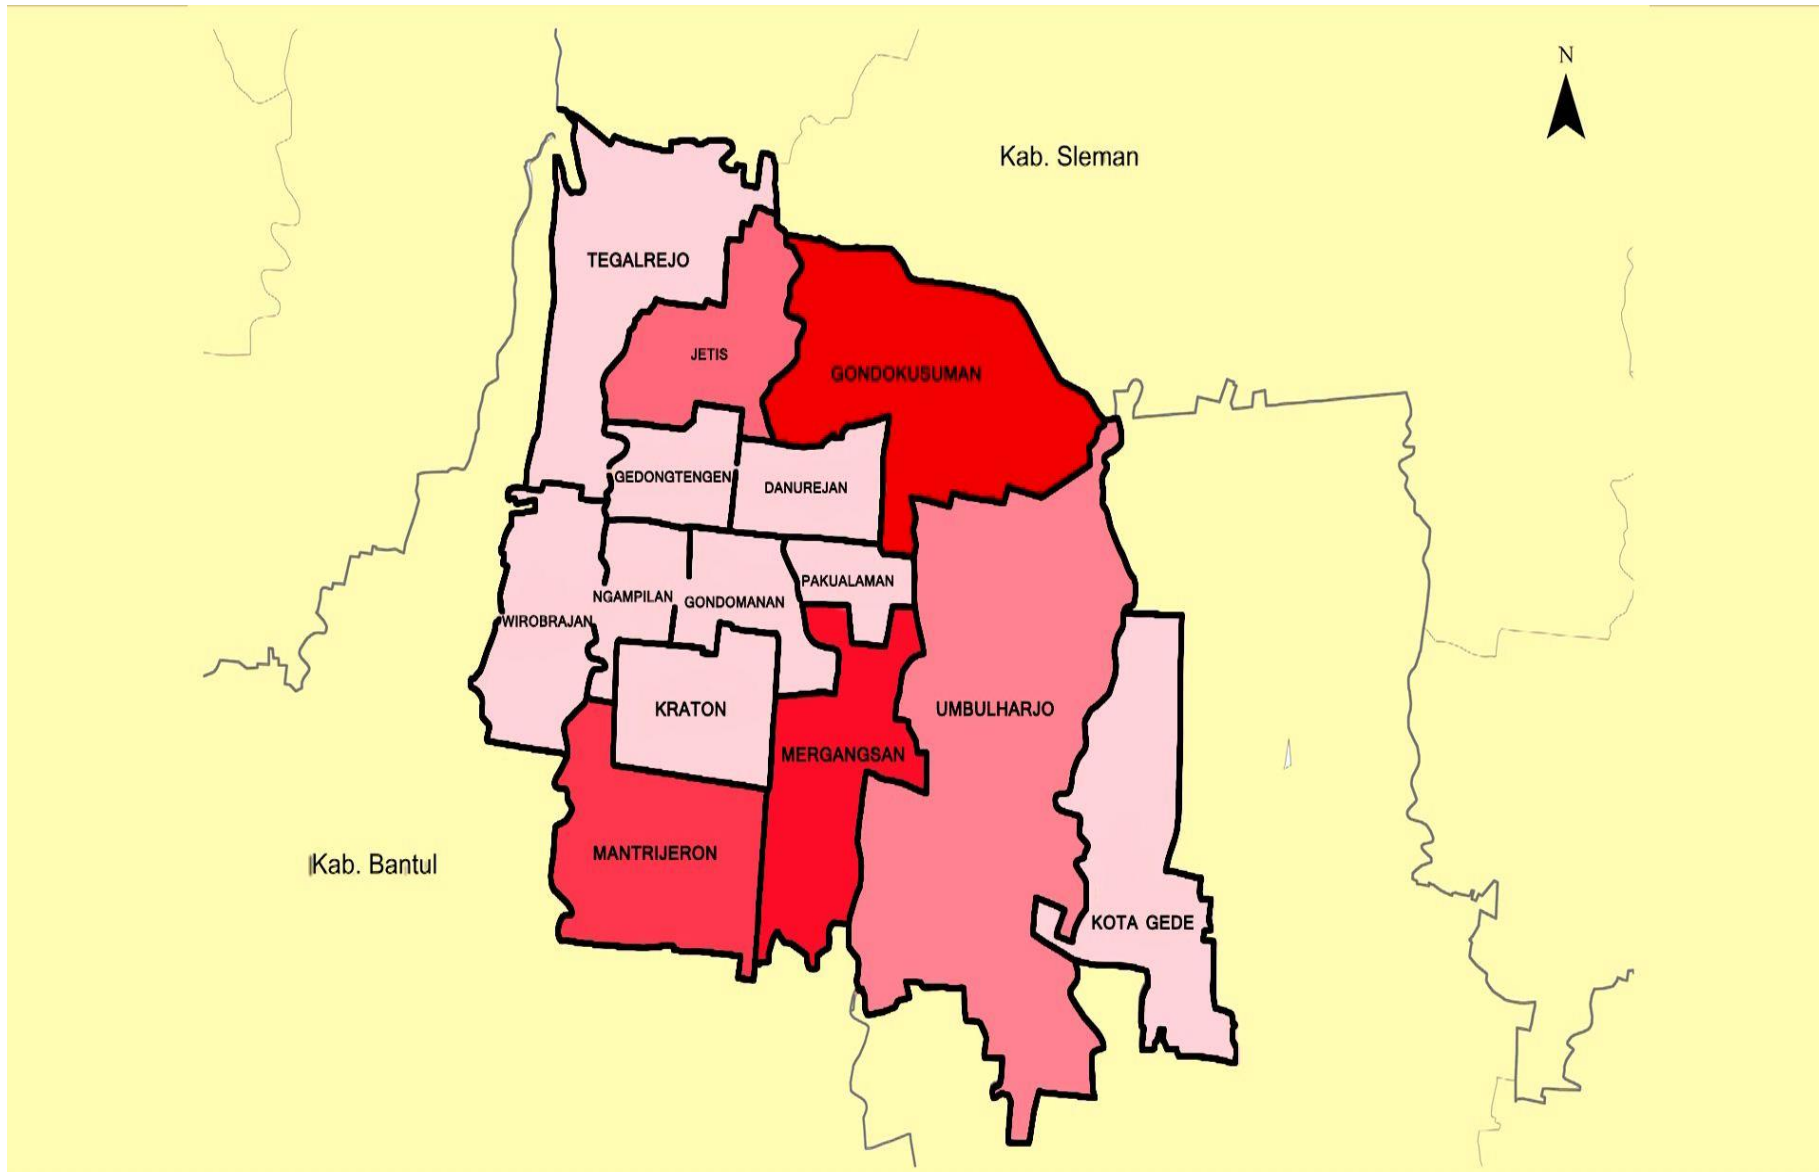 N
Kab. Sleman
TEGALREJO
JETIS
GONDOKUSUMAN
GEDONGTENGEN
DANUREJAN
PAKUALAMAN
NGAMPILAN
GONDOMANAN
WIROBRAJAN
KRATON
UMBULHARJO
MERGANGSAN
MANTRIJERON
Kab. Bantul
KOTA GEDE